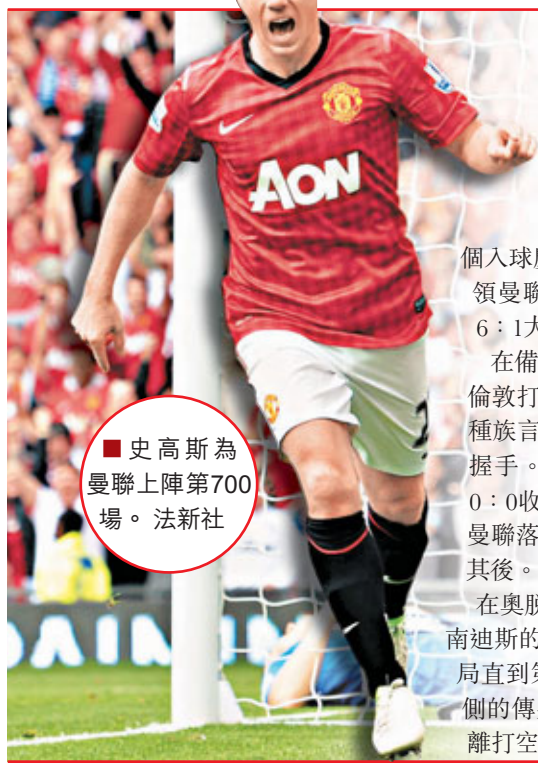 AON
■史高斯為
曼聯上陣第700
場。 法新社
個入球
領曼聯
6：1大
在備
倫敦打
種族言
握手。
0：0收
曼聯落
其後。
在奧脫
南迪斯的
局直到第
側的傳
離打空